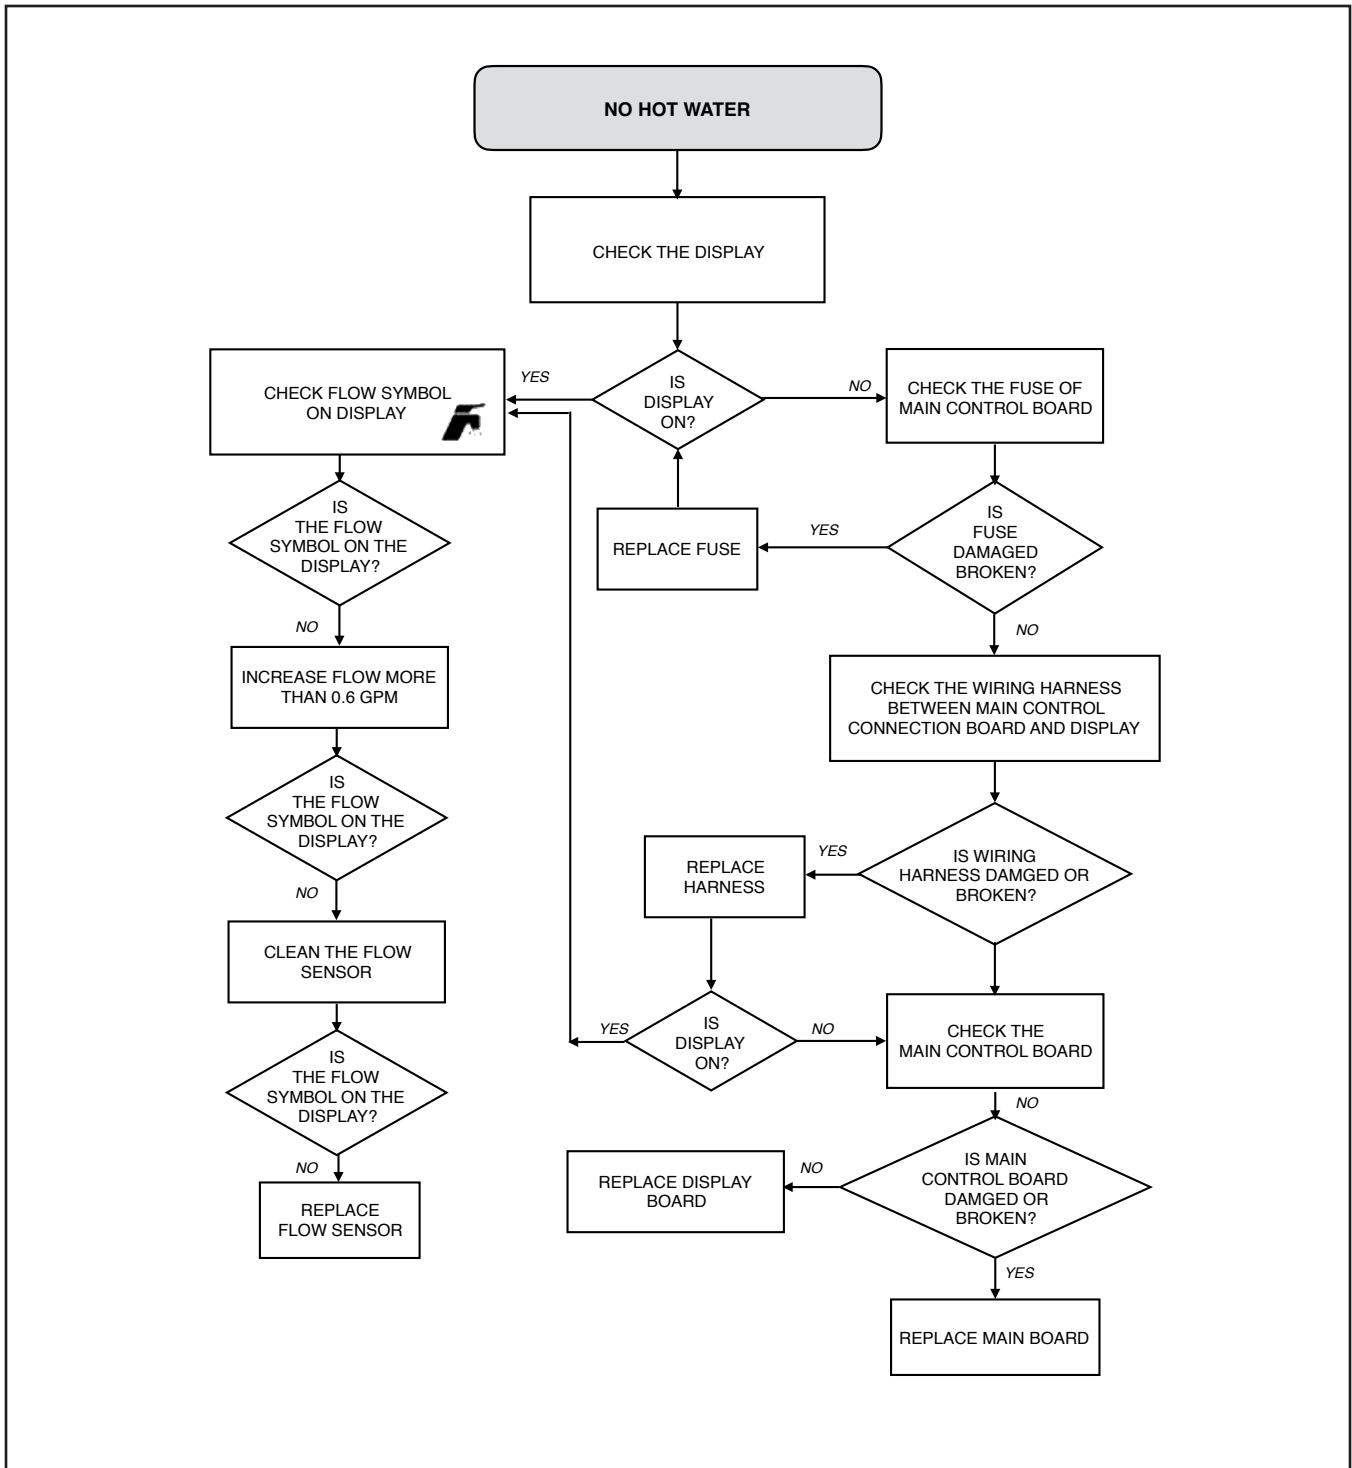 NO HOT WATER
CHECK THE DISPLAY
IS
DISPLAY
ON?
YES
NO
CHECK FLOW SYMBOL
ON DISPLAY
CHECK THE FUSE OF
MAIN CONTROL BOARD
IS
THE FLOW
SYMBOL ON THE
DISPLAY?
REPLACE FUSE
YES
IS
FUSE
DAMAGED
BROKEN?
NO
NO
INCREASE FLOW MORE
THAN 0.6 GPM
CHECK THE WIRING HARNESS
BETWEEN MAIN CONTROL
CONNECTION BOARD AND DISPLAY
IS
THE FLOW
SYMBOL ON THE
DISPLAY?
REPLACE
HARNESS
YES
IS WIRING
HARNESS DAMGED OR
BROKEN?
NO
CLEAN THE FLOW
SENSOR
YES
IS
DISPLAY
ON?
NO
CHECK THE
MAIN CONTROL BOARD
IS
THE FLOW
SYMBOL ON THE
DISPLAY?
NO
NO
REPLACE DISPLAY
BOARD
NO
IS MAIN
CONTROL BOARD
DAMGED OR
BROKEN?
REPLACE
FLOW SENSOR
YES
REPLACE MAIN BOARD